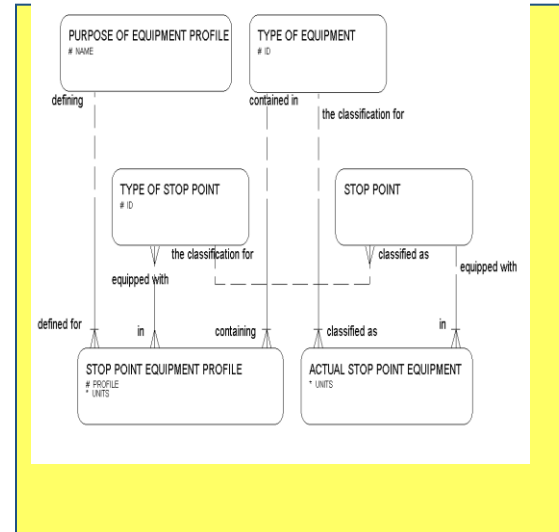 PURPOSE OF EQUIPMENT PROFILE
# NAME
TYPE OF EQUIPMENT
# ID
defining
contained in
the classification for
TYPE OF STOP POINT
# ID
STOP POINT
the classification for
classified as
equipped with
equipped with
defined for
in
containing
classified as
in
STOP POINT EQUIPMENT PROFILE
# PROFILE
* UNITS
ACTUAL STOP POINT EQUIPMENT
* UNITS